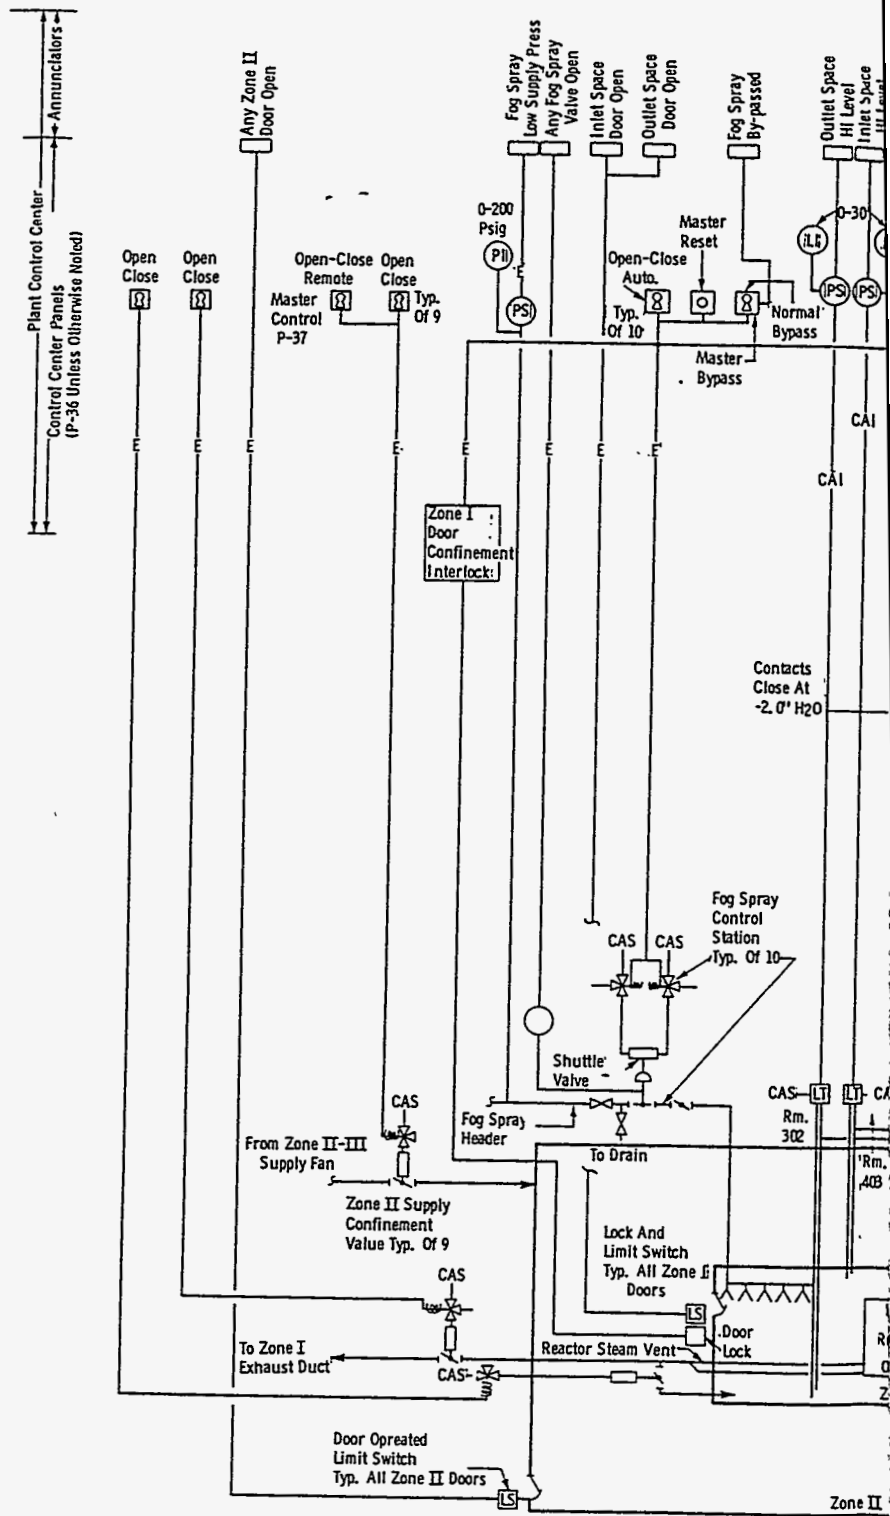 Plant Control Center
Annunciators
Control Center Panels
(P-36 Unless Otherwise Noted)
Any Zone II
Door Open
Fog Spray
Low Supply Press
Any Fog Spray
Valve Open
Inlet Space
Door Open
Outlet Space
Door Open
Fog Spray
By-passed
Outlet Space
HI Level
Inlet Space
HI Level
Open
Close
Open
Close
Open-Close
Remote
Master
Control
P-37
Open
Close
Typ.
Of 9
0-200
Psig
PI
PS
E
Open-Close
Auto.
Typ.
Of 10
Master
Reset
Normal
Bypass
Master
Bypass
0-30
PS
PS
E
E
E
E
E
E
E
E
CAI
CAI
Zone I
Door
Confinement
Interlock
Contacts
Close At
-2.0" H2O
Fog Spray
Control
Station
Typ. Of 10
CAS
CAS
Shuttle
Valve
Fog Spray
Header
To Drain
CAS
LT
LT
CA
Rm.
302
Rm.
403
CAS
From Zone II-III
Supply Fan
Zone II Supply
Confinement
Value Typ. Of 9
Lock And
Limit Switch
Typ. All Zone II
Doors
LS
Door
Lock
CAS
To Zone I
Exhaust Duct
Reactor Steam Vent
CAS
Door Opreated
Limit Switch
Typ. All Zone II Doors
LS
Zone II